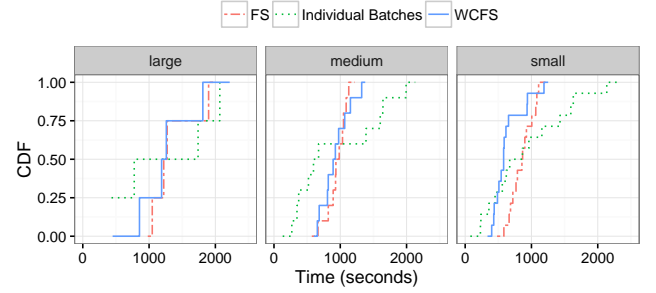 FS Individual Batches WCFS
large medium small
1.00
0.75
0.50
0.25
0.00
CDF
0 1000 2000 0 1000 2000 0 1000 2000
Time (seconds)